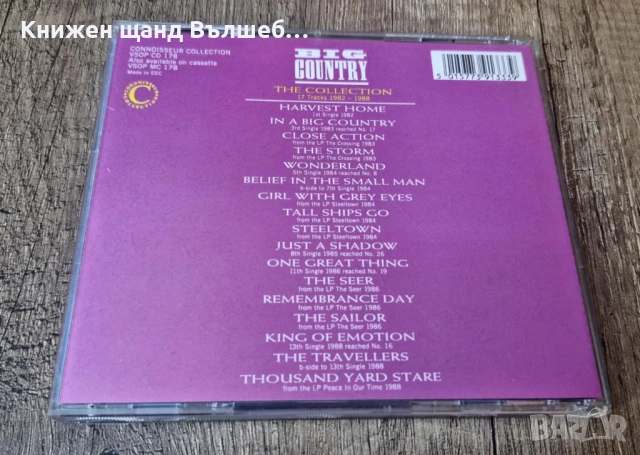 Книжен щанд Вълшеб...
CONNOISSEUR COLLECTION
VSOP CD 178
Also available on cassette
VSOP MC 178
Made in EEC
BIG
COUNTRY
THE COLLECTION
17 Tracks 1982 - 1988
HARVEST HOME
1st Single 1982
IN A BIG COUNTRY
3rd Single 1983 reached No. 17
CLOSE ACTION
from the LP The Crossing 1983
THE STORM
from the LP The Crossing 1983
WONDERLAND
5th Single 1984 reached No. 8
BELIEF IN THE SMALL MAN
b-side to 7th Single 1984
GIRL WITH GREY EYES
from the LP Steeltown 1984
TALL SHIPS GO
from the LP Steeltown 1984
STEELTOWN
from the LP Steeltown 1984
JUST A SHADOW
8th Single 1985 reached No. 26
ONE GREAT THING
11th Single 1986 reached No. 19
THE SEER
from the LP The Seer 1986
REMEMBRANCE DAY
from the LP The Seer 1986
THE SAILOR
from the LP The Seer 1986
KING OF EMOTION
13th Single 1988 reached No. 16
THE TRAVELLERS
b-side to 13th Single 1988
THOUSAND YARD STARE
from the LP Peace In Our Time 1988
BAZAR